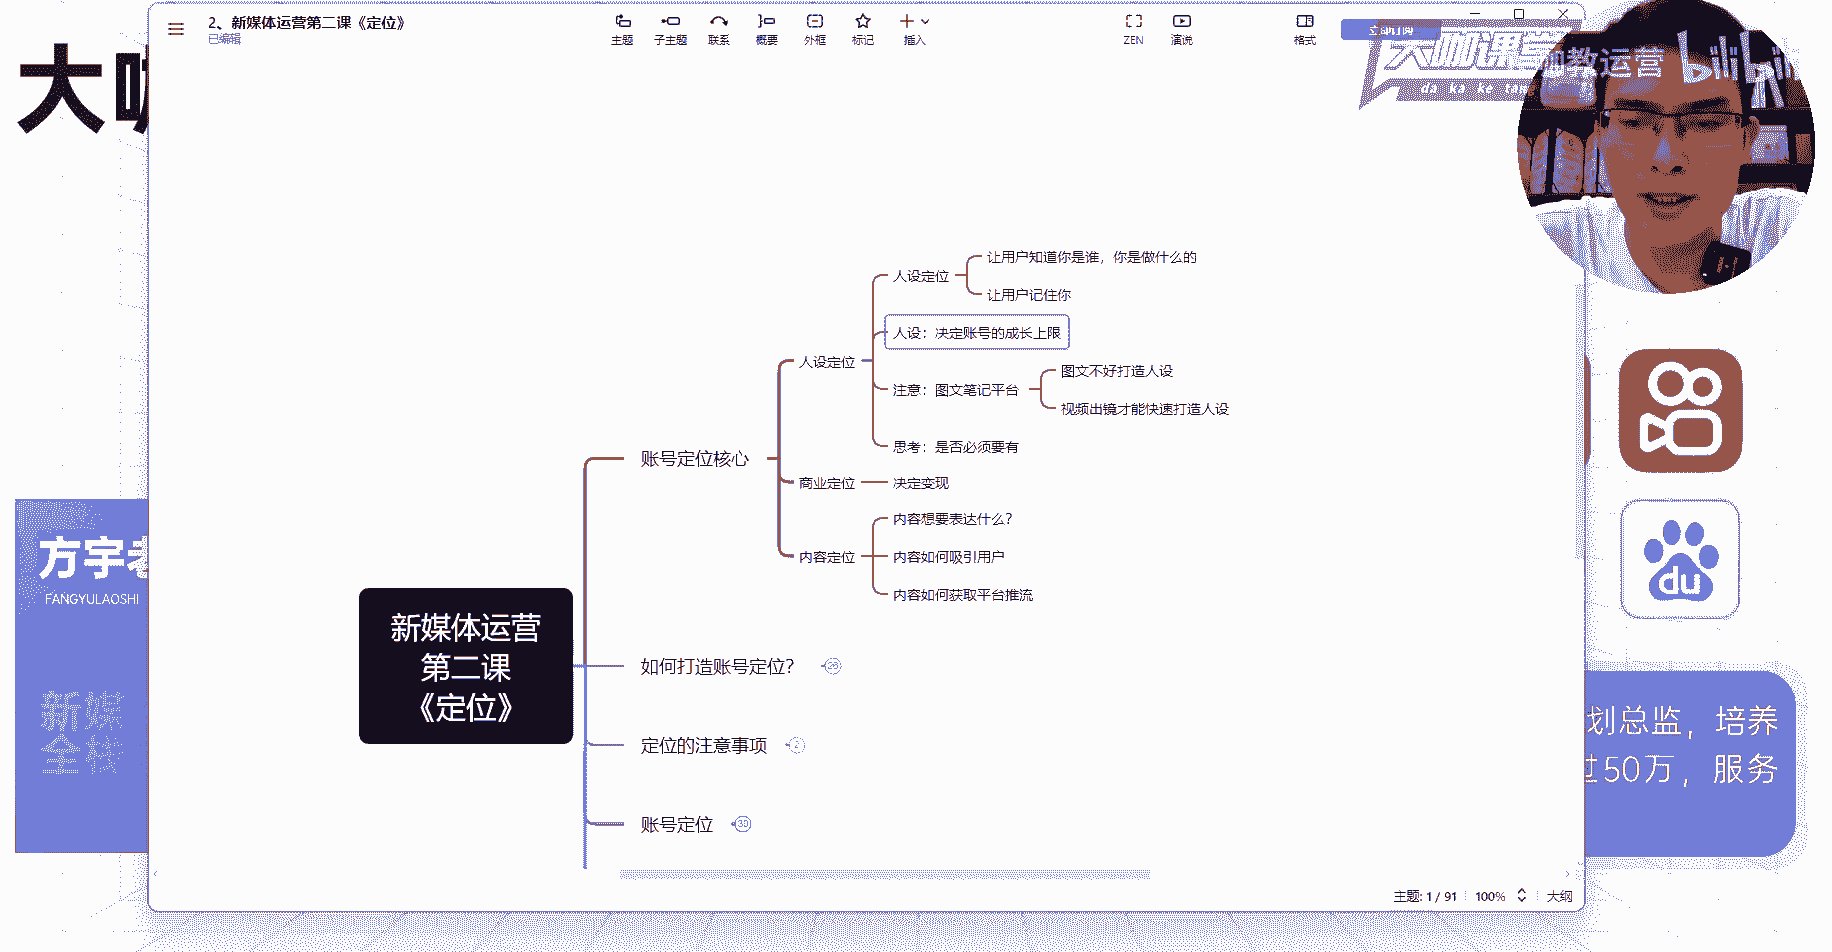 2、新媒体运营第二课《定位》
已编辑
主题
子主题
联系
概要
外框
标记
插入
ZEN
演说
格式
立即订阅
大咖课堂
da ka ke tang
教运营
bilibili
大咖
让用户知道你是谁，你是做什么的
人设定位
让用户记住你
人设：决定账号的成长上限
人设定位
图文不好打造人设
注意：图文笔记平台
视频出镜才能快速打造人设
思考：是否必须要有
账号定位核心
商业定位
决定变现
内容想要表达什么？
内容定位
内容如何吸引用户
内容如何获取平台推流
新媒体运营
第二课
《定位》
如何打造账号定位？
26
定位的注意事项
2
账号定位
39
方宇老
FANGYULAOSHI
新媒
全栈
du
划总监，培养
过50万，服务
主题: 1 / 91
100%
大纲